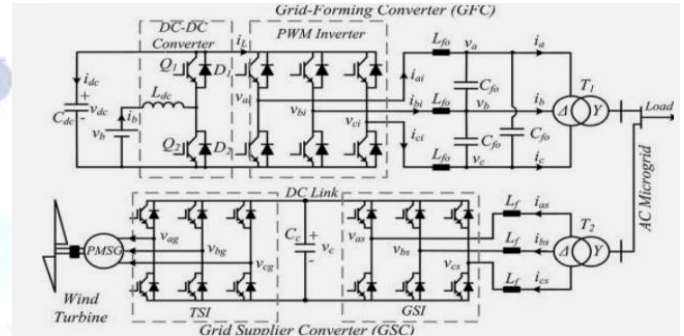 Grid-Forming Converter (GFC)
DC-DC
Converter
i_L
PWM Inverter
L_fo
v_a
i_a
Q_1
D_1
i_dc
+
v_dc
-
C_dc
L_dc
i_b
v_b
v_ai
i_ai
C_fo
T_1
Load
v_bi
i_bi
L_fo
v_b
i_b
Δ
Y
Q_2
D_2
v_ci
i_ci
C_fo
C_fo
L_fo
v_c
i_c
AC Microgrid
DC Link
L_f
i_as
T_2
v_ag
C_c
+
v_c
-
v_as
PMSG
v_bg
v_bs
L_f
i_bs
Δ
Y
v_cg
v_cs
L_f
i_cs
Wind
Turbine
TSI
GSI
Grid Supplier Converter (GSC)